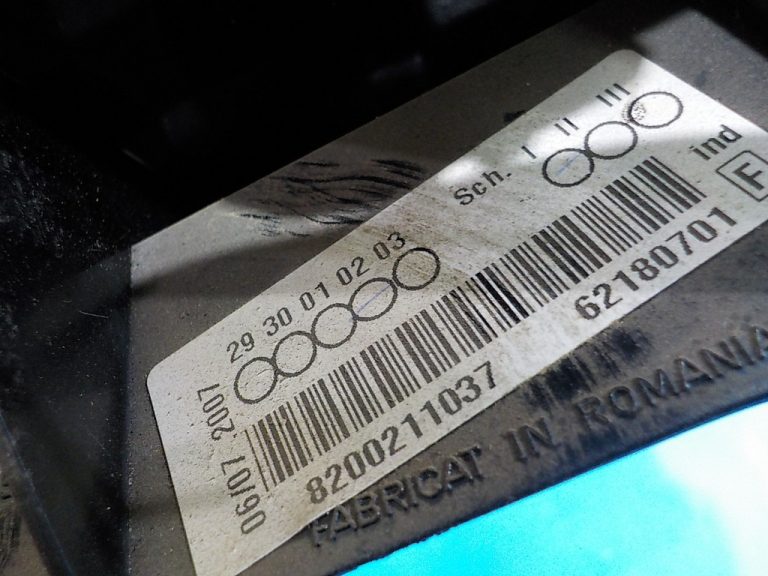 Sch. I II III
29 30 01 02 03
ind F
06/07 2007
8200211037 62180701
FABRICAT IN ROMANIA